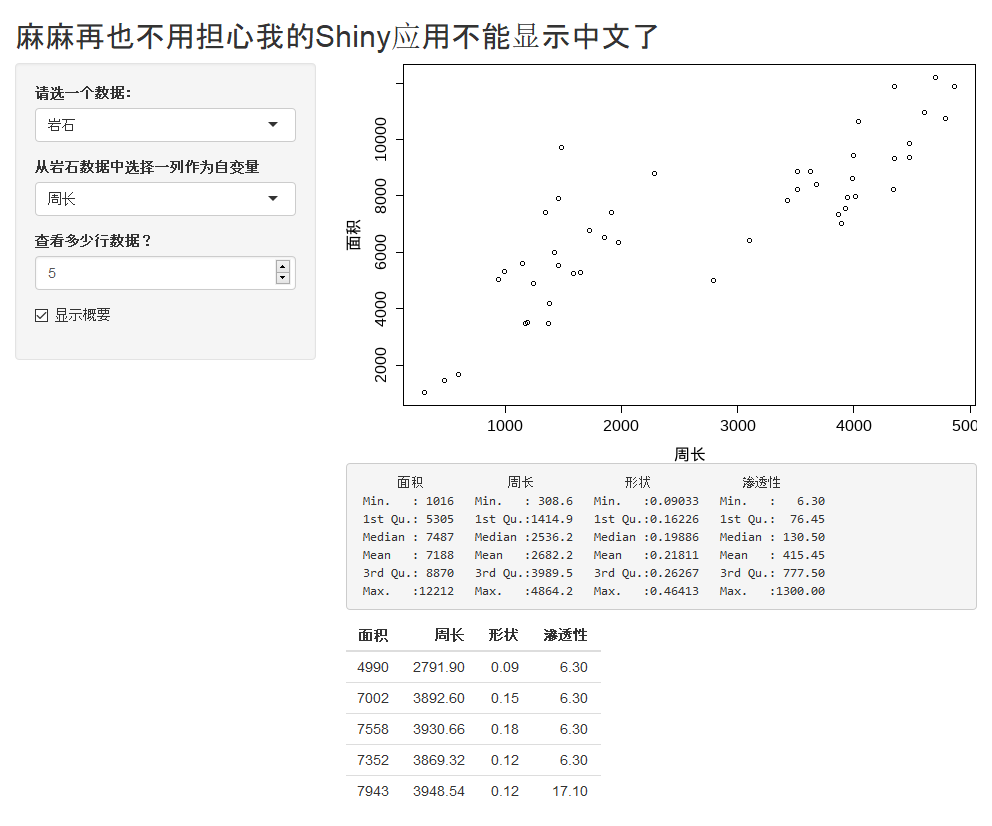 麻麻再也不用担心我的Shiny应用不能显示中文了
请选一个数据：
岩石
从岩石数据中选择一列作为自变量
周长
查看多少行数据？
5
显示概要
面积
10000
8000
6000
4000
2000
1000 2000 3000 4000 500
周长
面积 周长 形状 渗透性
Min. : 1016 Min. : 308.6 Min. :0.09033 Min. : 6.30
1st Qu.: 5305 1st Qu.:1414.9 1st Qu.:0.16226 1st Qu.: 76.45
Median : 7487 Median :2536.2 Median :0.19886 Median : 130.50
Mean : 7188 Mean :2682.2 Mean :0.21811 Mean : 415.45
3rd Qu.: 8870 3rd Qu.:3989.5 3rd Qu.:0.26267 3rd Qu.: 777.50
Max. :12212 Max. :4864.2 Max. :0.46413 Max. :1300.00
面积 周长 形状 渗透性
4990 2791.90 0.09 6.30
7002 3892.60 0.15 6.30
7558 3930.66 0.18 6.30
7352 3869.32 0.12 6.30
7943 3948.54 0.12 17.10